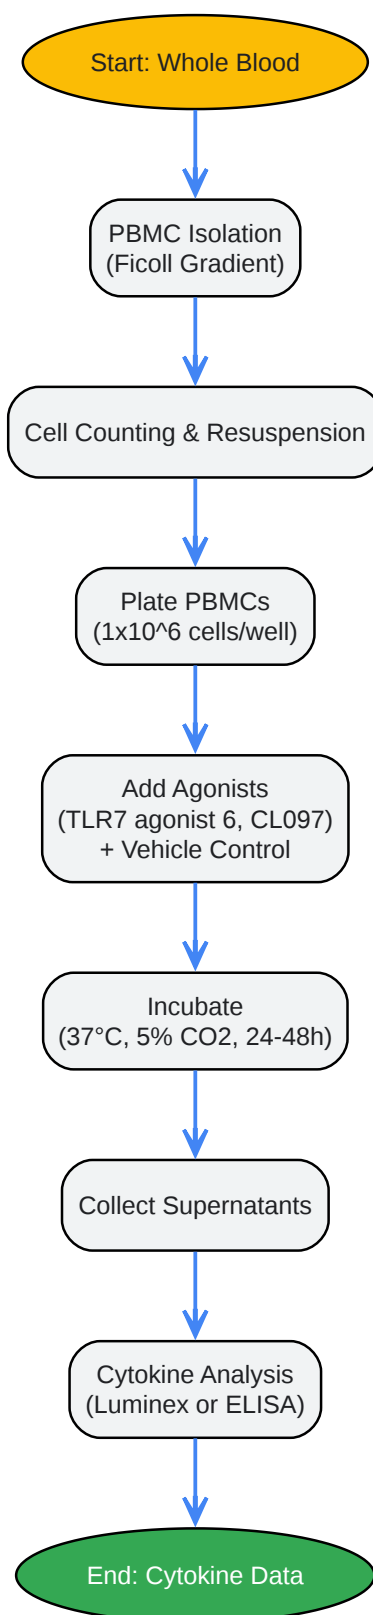 Start: Whole Blood
PBMC Isolation
(Ficoll Gradient)
Cell Counting & Resuspension
Plate PBMCs
(1x10^6 cells/well)
Add Agonists
(TLR7 agonist 6, CL097)
+ Vehicle Control
Incubate
(37°C, 5% CO2, 24-48h)
Collect Supernatants
Cytokine Analysis
(Luminex or ELISA)
End: Cytokine Data